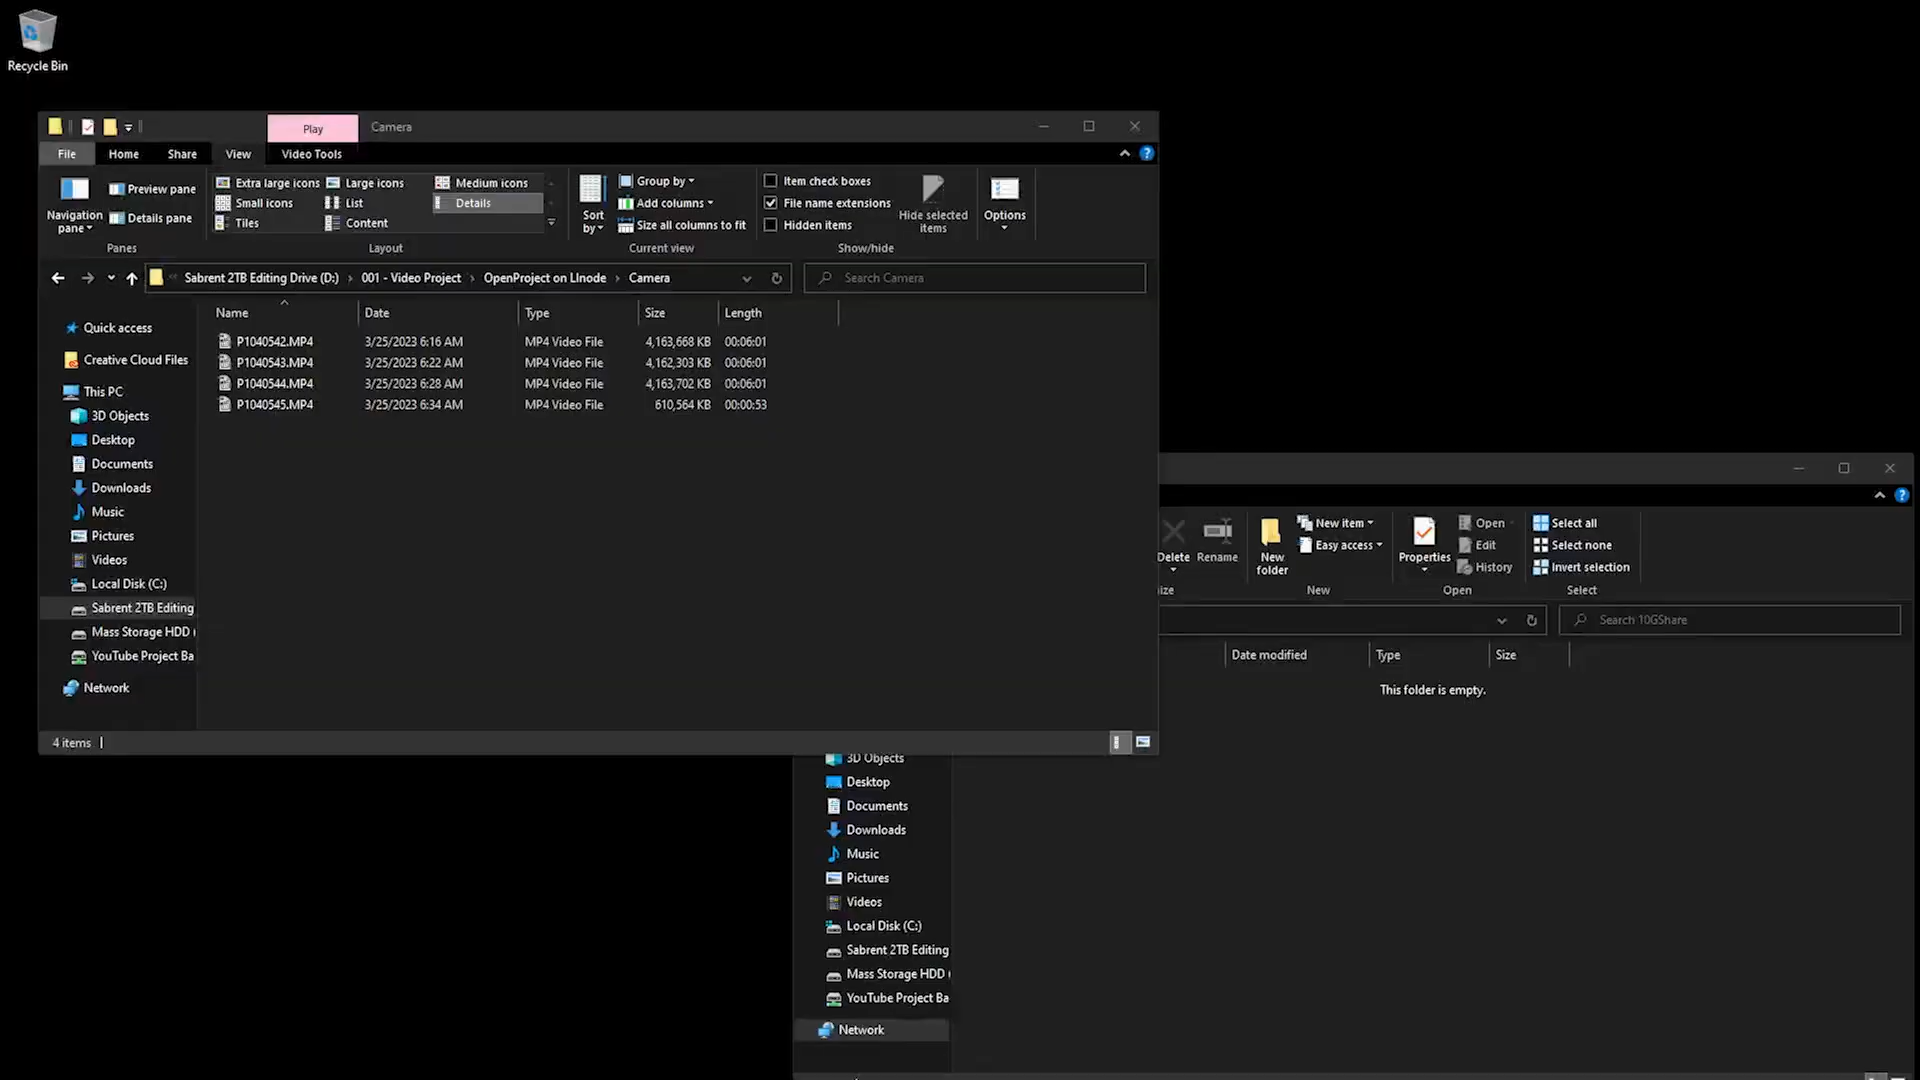 Recycle Bin
Play
Camera
File
Home
Share
View
Video Tools
Navigation pane
Preview pane
Details pane
Panes
Extra large icons
Large icons
Medium icons
Small icons
List
Details
Tiles
Content
Layout
Sort by
Group by
Add columns
Size all columns to fit
Current view
Item check boxes
File name extensions
Hidden items
Hide selected items
Show/hide
Options
Sabrent 2TB Editing Drive (D:) › 001 - Video Project › OpenProject on LInode › Camera
Search Camera
Name Date Type Size Length
P1040542.MP4 3/25/2023 6:16 AM MP4 Video File 4,163,668 KB 00:06:01
P1040543.MP4 3/25/2023 6:22 AM MP4 Video File 4,162,303 KB 00:06:01
P1040544.MP4 3/25/2023 6:28 AM MP4 Video File 4,163,702 KB 00:06:01
P1040545.MP4 3/25/2023 6:34 AM MP4 Video File 610,564 KB 00:00:53
Quick access
Creative Cloud Files
This PC
3D Objects
Desktop
Documents
Downloads
Music
Pictures
Videos
Local Disk (C:)
Sabrent 2TB Editing
Mass Storage HDD (
YouTube Project Ba
Network
4 items
Delete
Rename
New folder
New item
Easy access
New
Properties
Open
Edit
History
Open
Select all
Select none
Invert selection
Select
Search 10GShare
Date modified Type Size
This folder is empty.
3D Objects
Desktop
Documents
Downloads
Music
Pictures
Videos
Local Disk (C:)
Sabrent 2TB Editing
Mass Storage HDD (
YouTube Project Ba
Network